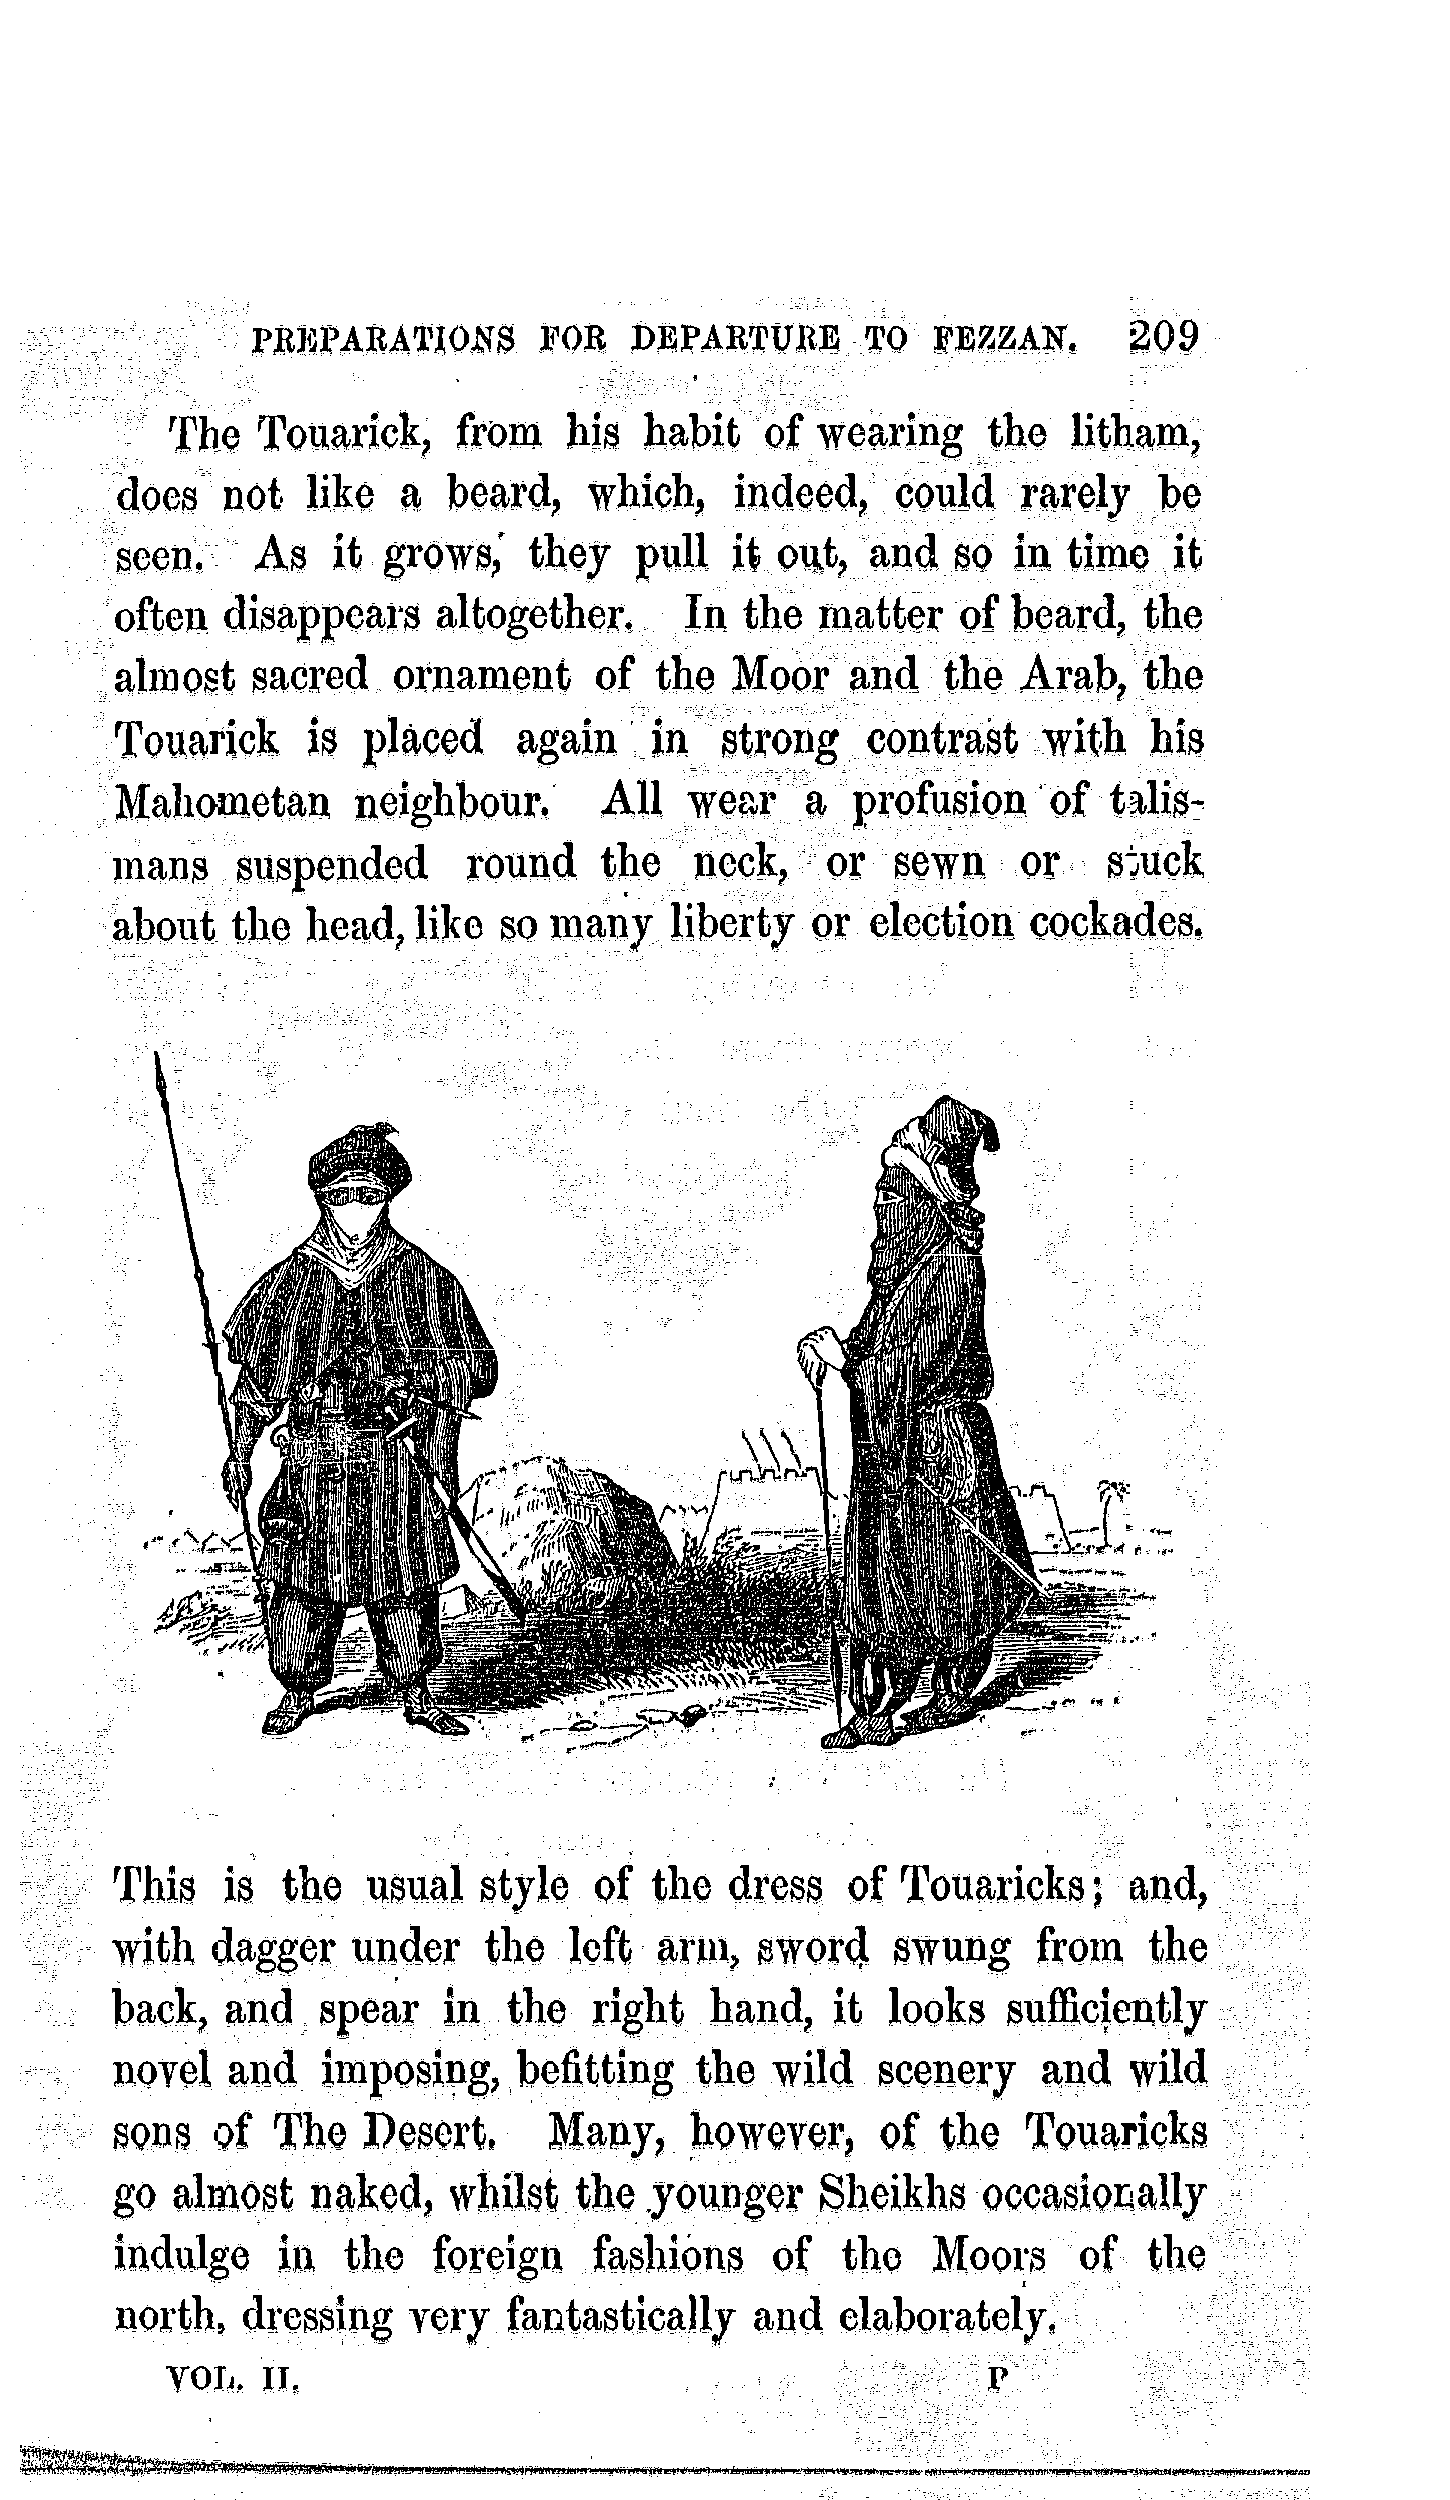 PREPARATIONS FOR DEPARTURE TO FEZZAN. 209
The Touarick, from his habit of wearing the litham,
does not like a beard, which, indeed, could rarely be
seen. As it grows, they pull it out, and so in time it
often disappears altogether. In the matter of beard, the
almost sacred ornament of the Moor and the Arab, the
Touarick is placed again in strong contrast with his
Mahometan neighbour. All wear a profusion of talis-
mans suspended round the neck, or sewn or stuck
about the head, like so many liberty or election cockades.
This is the usual style of the dress of Touaricks; and,
with dagger under the left arm, sword swung from the
back, and spear in the right hand, it looks sufficiently
novel and imposing, befitting the wild scenery and wild
sons of The Desert. Many, however, of the Touaricks
go almost naked, whilst the younger Sheikhs occasionally
indulge in the foreign fashions of the Moors of the
north, dressing very fantastically and elaborately.
VOL. II. P